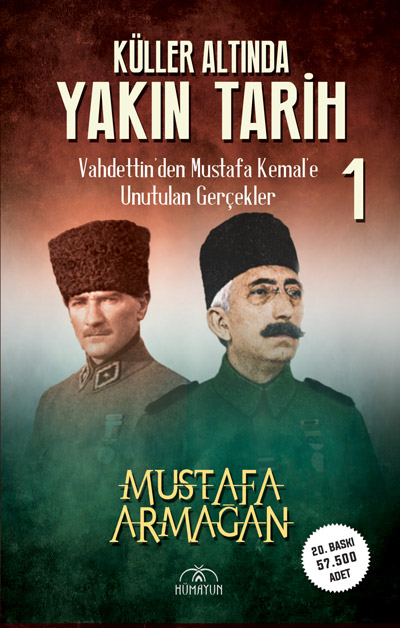 KÜLLER ALTINDA
YAKIN TARİH
Vahdettin'den Mustafa Kemal'e
Unutulan Gerçekler
1
MUSTAFA
ARMAĞAN
20. BASKI
57.500
ADET
HÜMAYUN